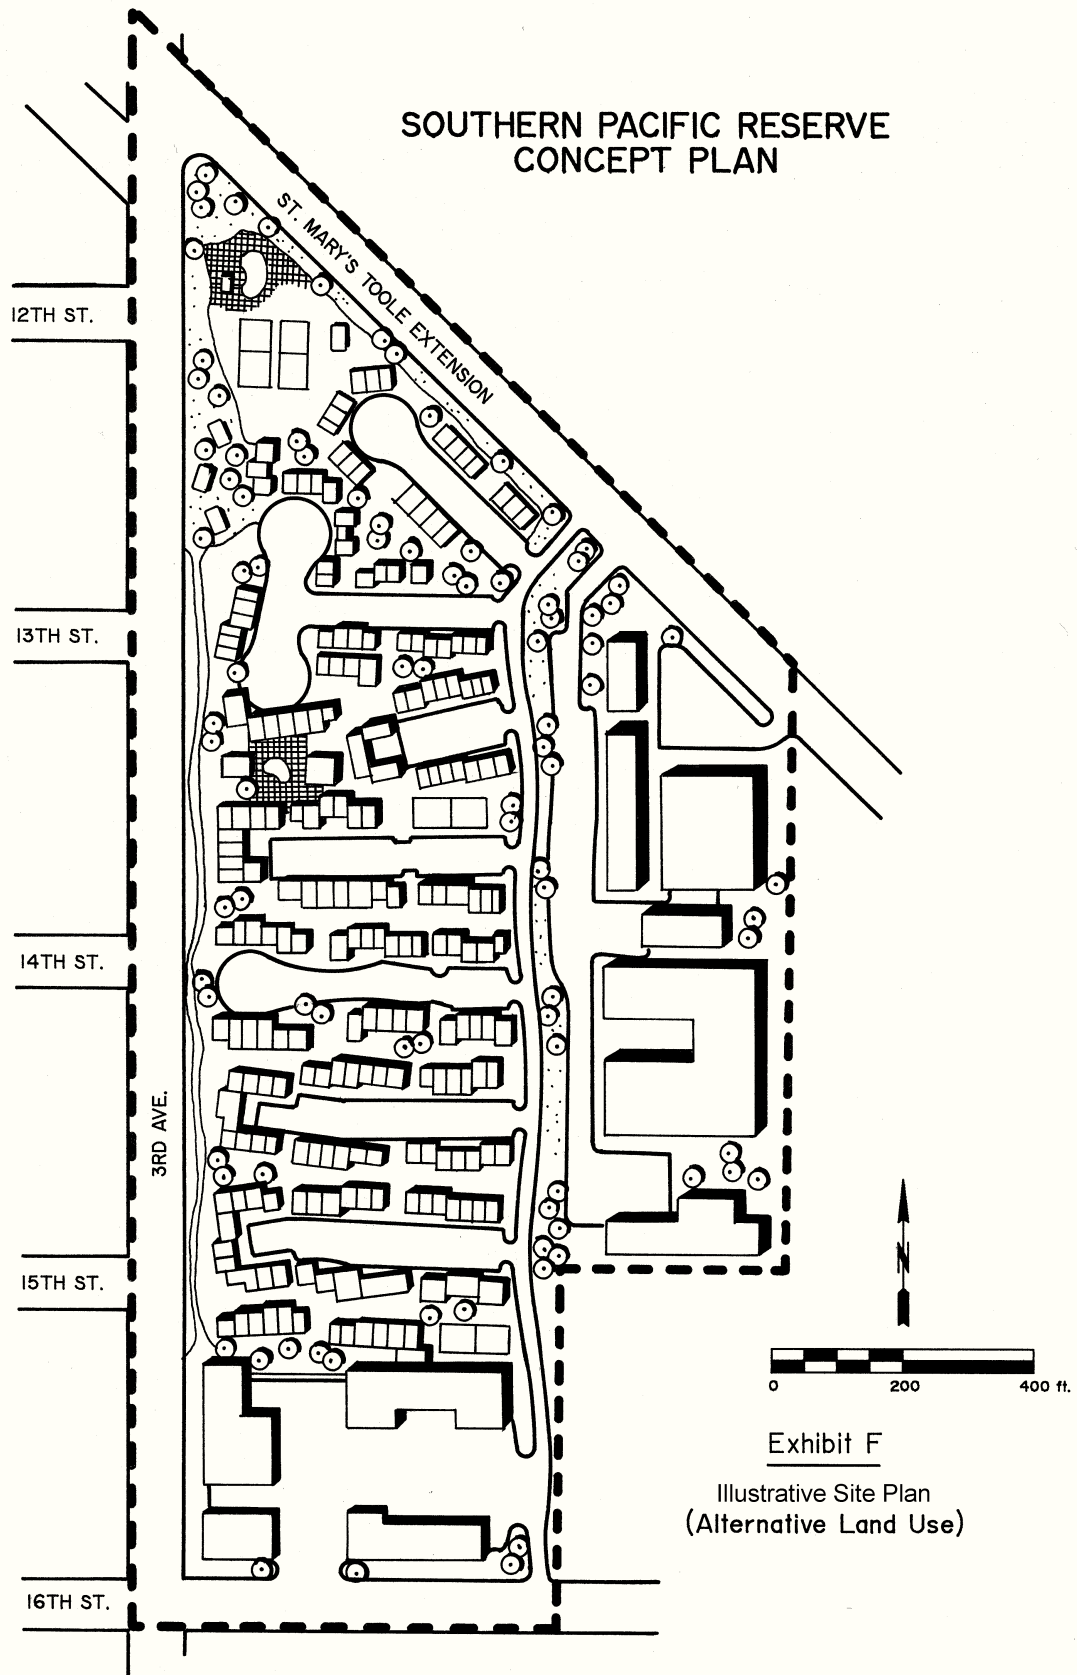 SOUTHERN PACIFIC RESERVE
CONCEPT PLAN
ST. MARY'S TOOLE EXTENSION
12TH ST.
13TH ST.
14TH ST.
3RD AVE.
15TH ST.
16TH ST.
N
0 200 400 ft.
Exhibit F
Illustrative Site Plan
(Alternative Land Use)